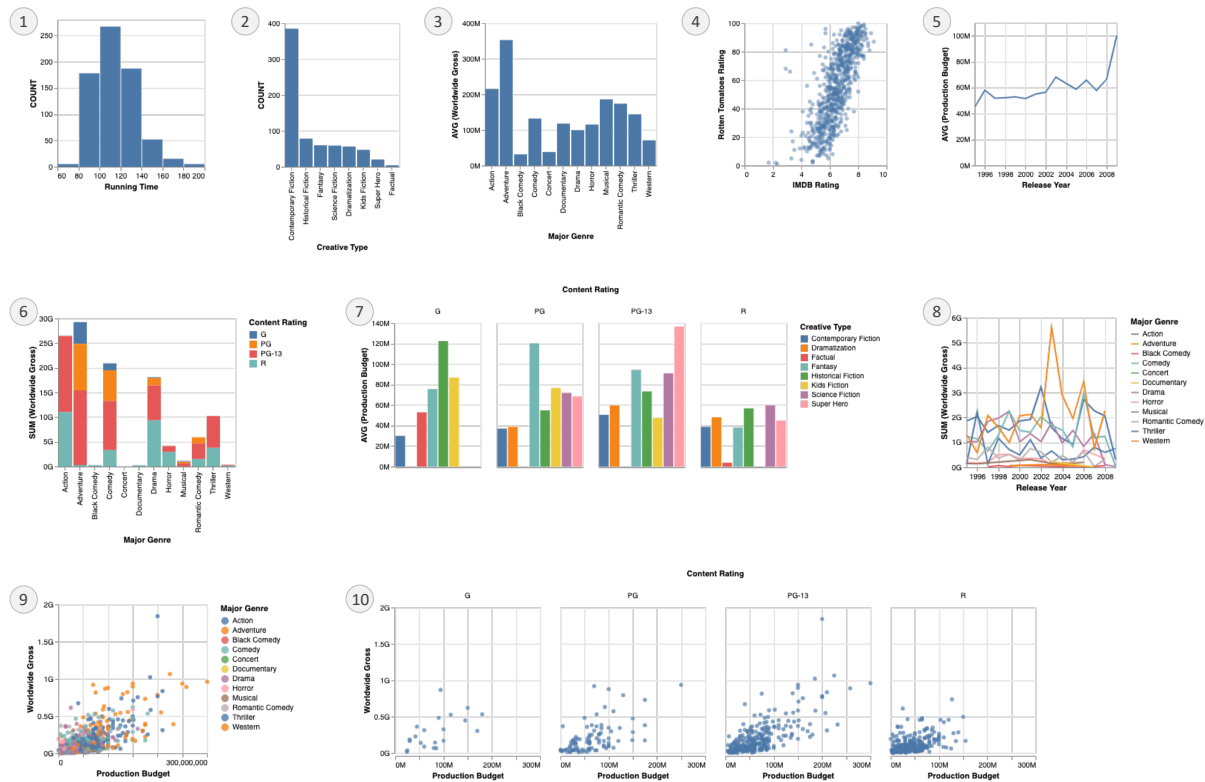 1
250
200
150
100
50
0
COUNT
60 80 100 120 140 160 180 200
Running Time
2
400
300
200
100
0
COUNT
Contemporary Fiction
Historical Fiction
Fantasy
Science Fiction
Dramatization
Kids Fiction
Super Hero
Factual
Creative Type
3
400M
300M
200M
100M
0M
AVG (Worldwide Gross)
Action
Adventure
Black Comedy
Comedy
Concert
Documentary
Drama
Horror
Musical
Romantic Comedy
Thriller
Western
Major Genre
4
100
80
60
40
20
0
Rotten Tomatoes Rating
0 2 4 6 8 10
IMDB Rating
5
100M
80M
60M
40M
20M
0M
AVG (Production Budget)
1996 1998 2000 2002 2004 2006 2008
Release Year
6
30G
25G
20G
15G
10G
5G
0G
SUM (Worldwide Gross)
Action
Adventure
Black Comedy
Comedy
Concert
Documentary
Drama
Horror
Musical
Romantic Comedy
Thriller
Western
Major Genre
Content Rating
G
PG
PG-13
R
7
Content Rating
G PG PG-13 R
140M
120M
100M
80M
60M
40M
20M
0M
AVG (Production Budget)
Creative Type
Contemporary Fiction
Dramatization
Factual
Fantasy
Historical Fiction
Kids Fiction
Science Fiction
Super Hero
8
6G
5G
4G
3G
2G
1G
0G
SUM (Worldwide Gross)
1996 1998 2000 2002 2004 2006 2008
Release Year
Major Genre
Action
Adventure
Black Comedy
Comedy
Concert
Documentary
Drama
Horror
Musical
Romantic Comedy
Thriller
Western
9
2G
1.5G
1G
0.5G
0G
Worldwide Gross
0 300,000,000
Production Budget
Major Genre
Action
Adventure
Black Comedy
Comedy
Concert
Documentary
Drama
Horror
Musical
Romantic Comedy
Thriller
Western
10
Content Rating
G PG PG-13 R
2G
1.5G
1G
0.5G
0G
Worldwide Gross
0M 100M 200M 300M 0M 100M 200M 300M 0M 100M 200M 300M 0M 100M 200M 300M
Production Budget Production Budget Production Budget Production Budget